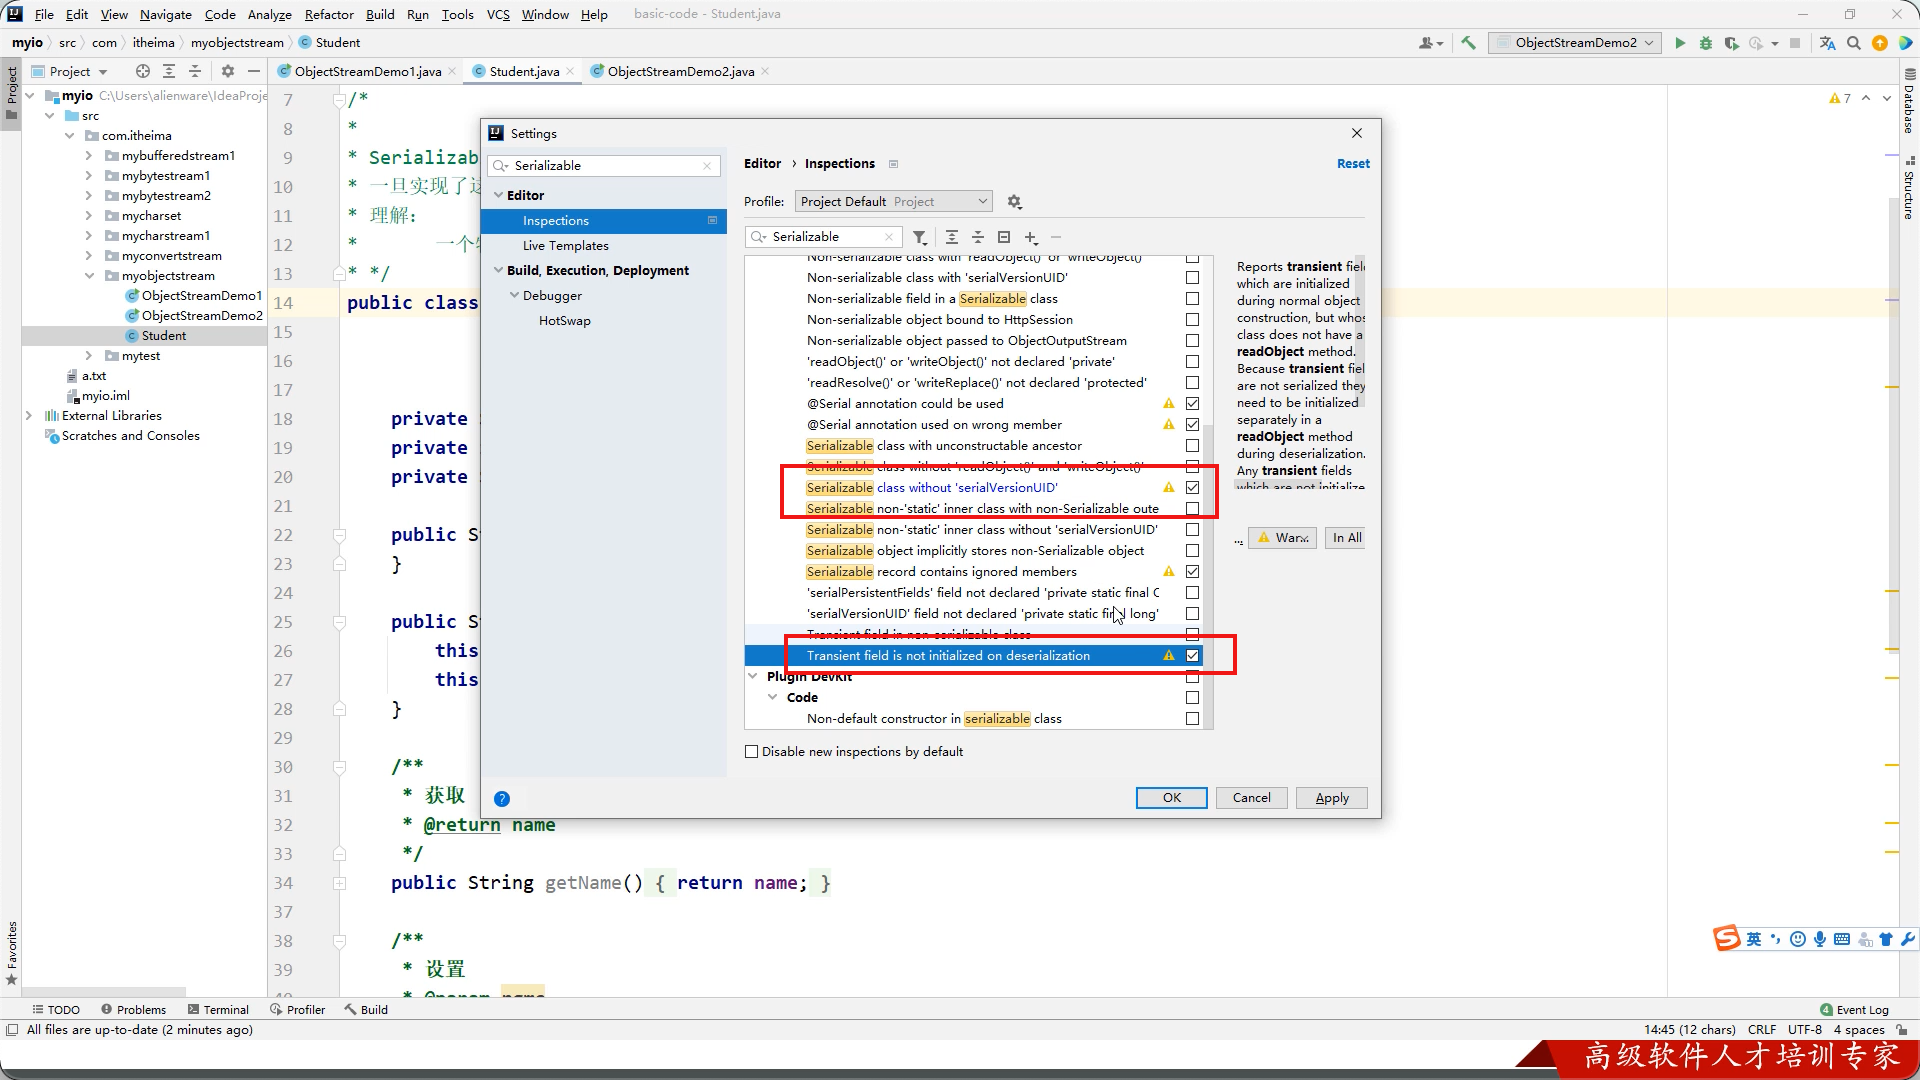 File Edit View Navigate Code Analyze Refactor Build Run Tools VCS Window Help basic-code - Student.java
myio src com itheima myobjectstream Student
ObjectStreamDemo2
Project
ObjectStreamDemo1.java
Student.java
ObjectStreamDemo2.java
Project
Favorites
Database
Structure
myio C:\Users\alienware\IdeaProje
src
com.itheima
mybufferedstream1
mybytestream1
mybytestream2
mycharset
mycharstream1
myconvertstream
myobjectstream
ObjectStreamDemo1
ObjectStreamDemo2
Student
mytest
a.txt
myio.iml
External Libraries
Scratches and Consoles
7
7 /*
8 *
9 * Serializab
10 * 一旦实现了
11 * 理解:
12 * 一个
13 * */
14 public class
15
16
17
18 private
19 private
20 private
21
22 public S
23 }
24
25 public S
26 this
27 this
28 }
29
30 /**
31 * 获取
32 * @return name
33 */
34 public String getName() { return name; }
37
38 /**
39 * 设置
Settings
Serializable
Editor
Inspections
Live Templates
Build, Execution, Deployment
Debugger
HotSwap
Editor › Inspections
Reset
Profile: Project Default Project
Serializable
Non-serializable class with 'readObject()' or 'writeObject()'
Non-serializable class with 'serialVersionUID'
Non-serializable field in a Serializable class
Non-serializable object bound to HttpSession
Non-serializable object passed to ObjectOutputStream
'readObject()' or 'writeObject()' not declared 'private'
'readResolve()' or 'writeReplace()' not declared 'protected'
@Serial annotation could be used
@Serial annotation used on wrong member
Serializable class with unconstructable ancestor
Serializable class without 'readObject()' and 'writeObject()'
Serializable class without 'serialVersionUID'
Serializable non-'static' inner class with non-Serializable oute
Serializable non-'static' inner class without 'serialVersionUID'
Serializable object implicitly stores non-Serializable object
Serializable record contains ignored members
'serialPersistentFields' field not declared 'private static final C
'serialVersionUID' field not declared 'private static final long'
Transient field in non-serializable class
Transient field is not initialized on deserialization
Plugin DevKit
Code
Non-default constructor in serializable class
Reports transient fiel
which are initialized
during normal object
construction, but whos
class does not have a
readObject method.
Because transient fiel
are not serialized they
need to be initialized
separately in a
readObject method
during deserialization.
Any transient fields
which are not initialize
... War In All
Disable new inspections by default
?
OK Cancel Apply
英
TODO Problems Terminal Profiler Build
4 Event Log
All files are up-to-date (2 minutes ago)
14:45 (12 chars) CRLF UTF-8 4 spaces
高级软件人才培训专家